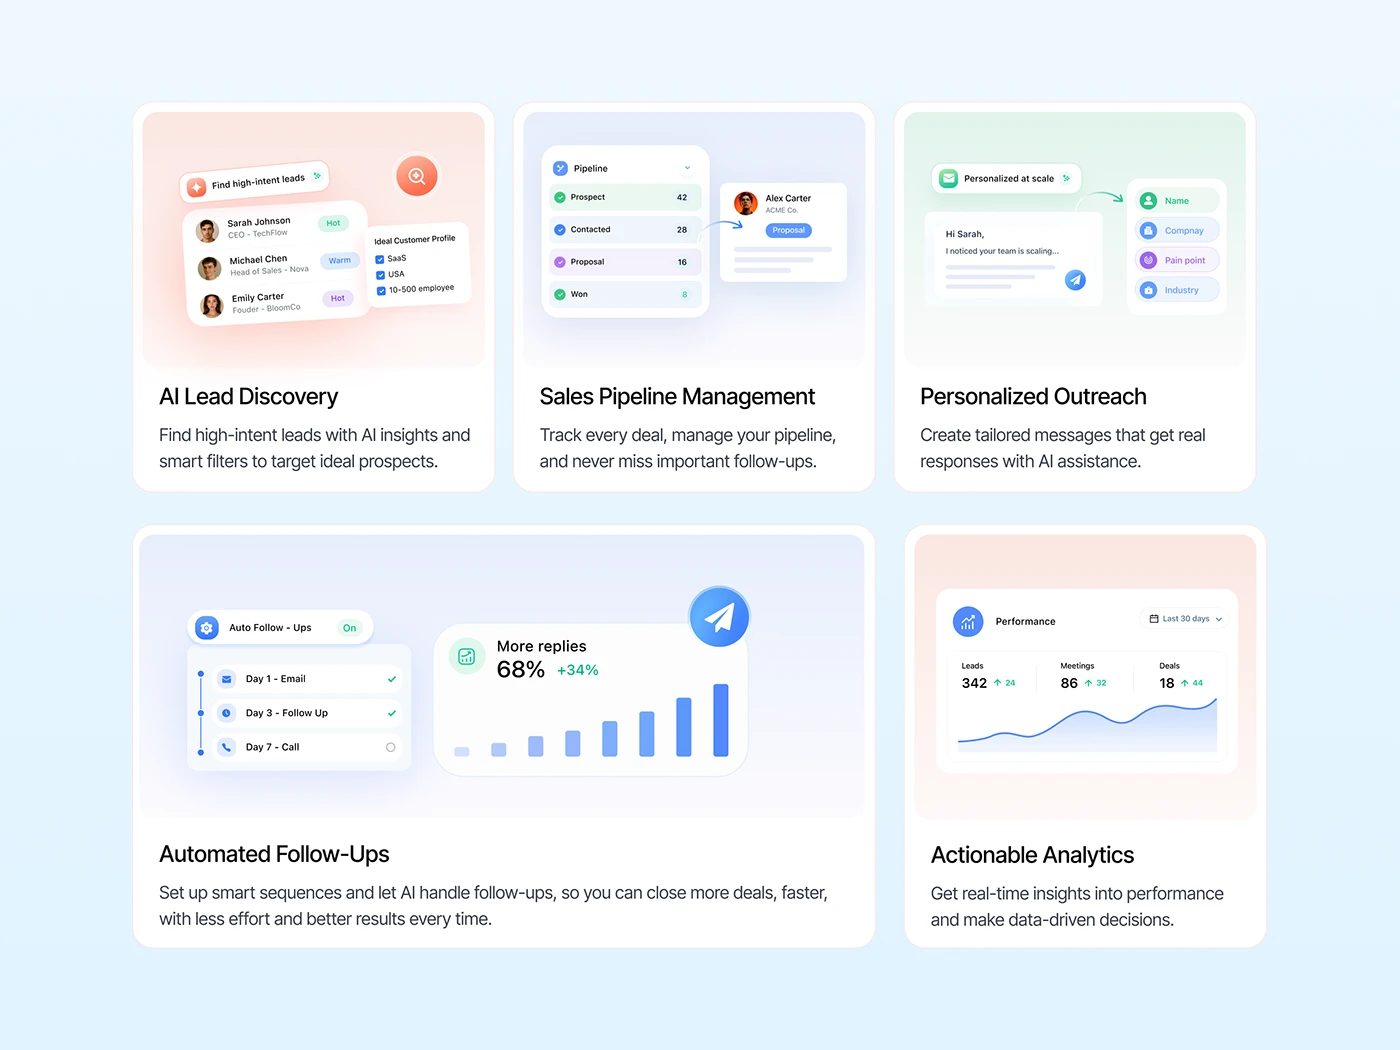 Find high-intent leads
Sarah Johnson
CEO - TechFlow
Hot
Michael Chen
Head of Sales - Nova
Warm
Emily Carter
Fouder - BloomCo
Hot
Ideal Customer Profile
SaaS
USA
10-500 employee
AI Lead Discovery
Find high-intent leads with AI insights and
smart filters to target ideal prospects.
Pipeline
Prospect 42
Contacted 28
Proposal 16
Won 8
Alex Carter
ACME Co.
Proposal
Sales Pipeline Management
Track every deal, manage your pipeline,
and never miss important follow-ups.
Personalized at scale
Hi Sarah,
I noticed your team is scaling...
Name
Compnay
Pain point
Industry
Personalized Outreach
Create tailored messages that get real
responses with AI assistance.
Auto Follow - Ups On
Day 1 - Email
Day 3 - Follow Up
Day 7 - Call
More replies
68% +34%
Automated Follow-Ups
Set up smart sequences and let AI handle follow-ups, so you can close more deals, faster,
with less effort and better results every time.
Performance
Last 30 days
Leads
342 24
Meetings
86 32
Deals
18 44
Actionable Analytics
Get real-time insights into performance
and make data-driven decisions.